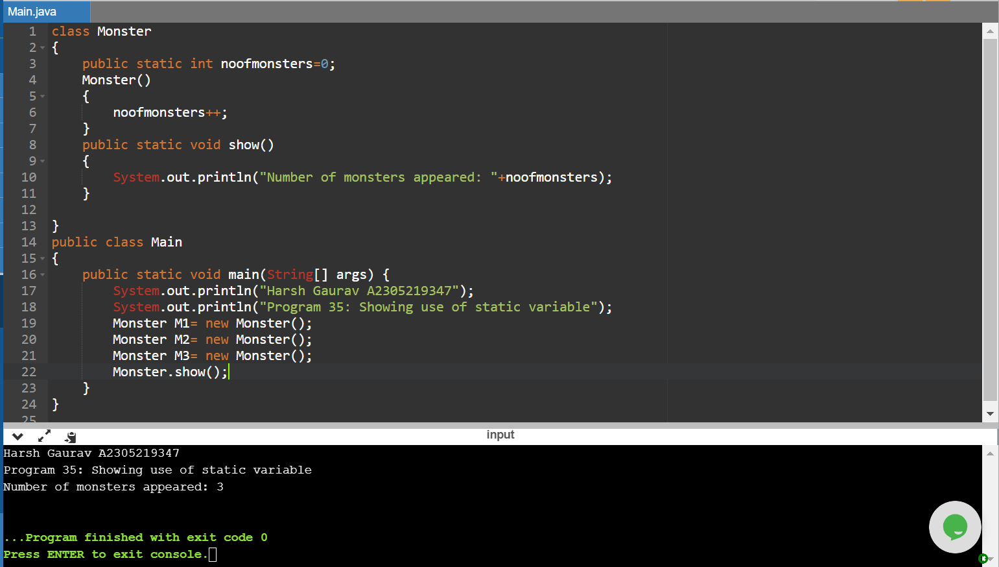 Main.java
1 class Monster
2 {
3     public static int noofmonsters=0;
4     Monster()
5     {
6         noofmonsters++;
7     }
8     public static void show()
9     {
10         System.out.println("Number of monsters appeared: "+noofmonsters);
11     }
12
13 }
14 public class Main
15 {
16     public static void main(String[] args) {
17         System.out.println("Harsh Gaurav A2305219347");
18         System.out.println("Program 35: Showing use of static variable");
19         Monster M1= new Monster();
20         Monster M2= new Monster();
21         Monster M3= new Monster();
22         Monster.show();
23     }
24 }
25
input
Harsh Gaurav A2305219347
Program 35: Showing use of static variable
Number of monsters appeared: 3
...Program finished with exit code 0
Press ENTER to exit console.